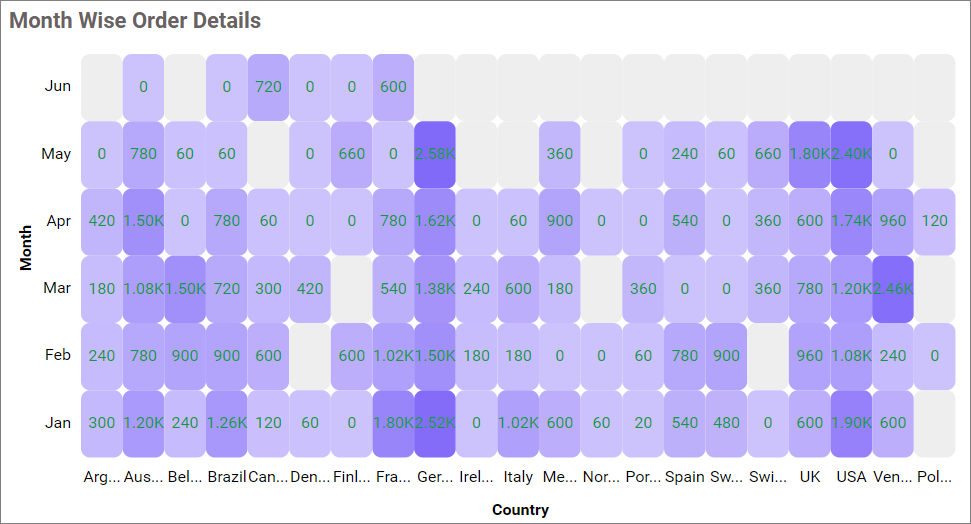 Month Wise Order Details
Jun 0 0 720 0 0 600
May 0 780 60 60 0 660 0 2.58K 360 0 240 60 660 1.80K 2.40K 0
Apr 420 1.50K 0 780 60 0 0 780 1.62K 0 60 900 0 0 540 0 360 600 1.74K 960 120
Mar 180 1.08K 1.50K 720 300 420 540 1.38K 240 600 180 360 0 0 360 780 1.20K 2.46K
Feb 240 780 900 900 600 600 1.02K 1.50K 180 180 0 0 60 780 900 960 1.08K 240 0
Jan 300 1.20K 240 1.26K 120 60 0 1.80K 2.52K 0 1.02K 600 60 20 540 480 0 600 1.90K 600
Arg... Aus... Bel... Brazil Can... Den... Finl... Fra... Ger... Irel... Italy Me... Nor... Por... Spain Sw... Swi... UK USA Ven... Pol...
Month
Country